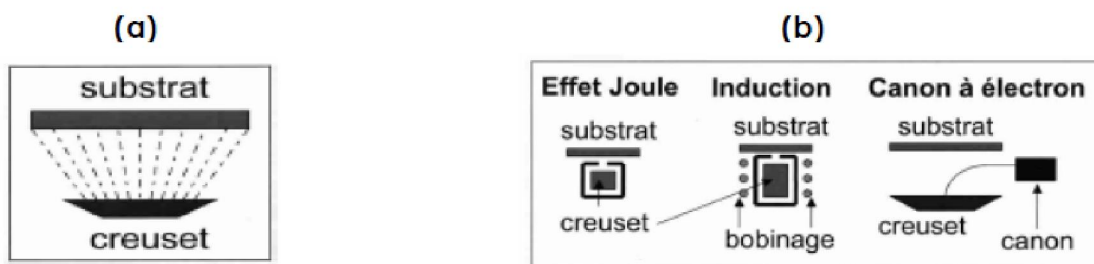 (a)
substrat
creuset
(b)
Effet Joule Induction Canon à électron
substrat substrat substrat
creuset bobinage creuset canon